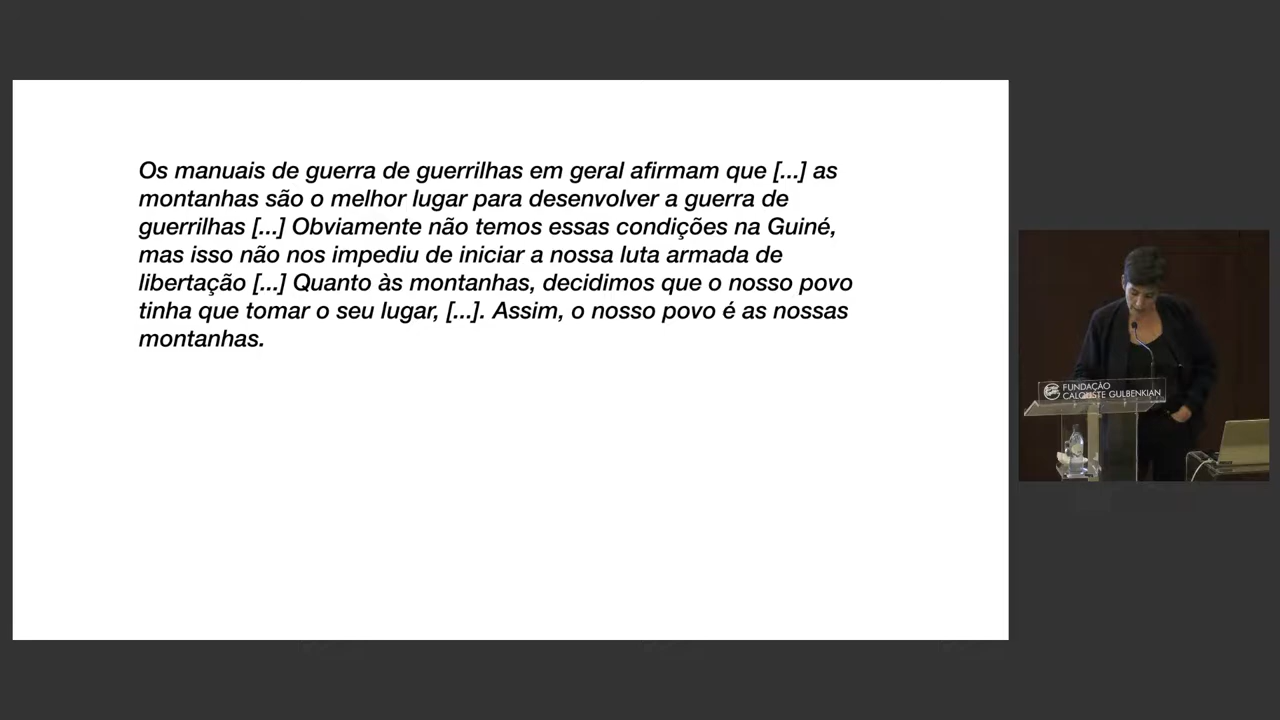 Os manuais de guerra de guerrilhas em geral afirmam que [...] as
montanhas são o melhor lugar para desenvolver a guerra de
guerrilhas [...] Obviamente não temos essas condições na Guiné,
mas isso não nos impediu de iniciar a nossa luta armada de
libertação [...] Quanto às montanhas, decidimos que o nosso povo
tinha que tomar o seu lugar, [...]. Assim, o nosso povo é as nossas
montanhas.
FUNDAÇÃO
CALOUSTE GULBENKIAN